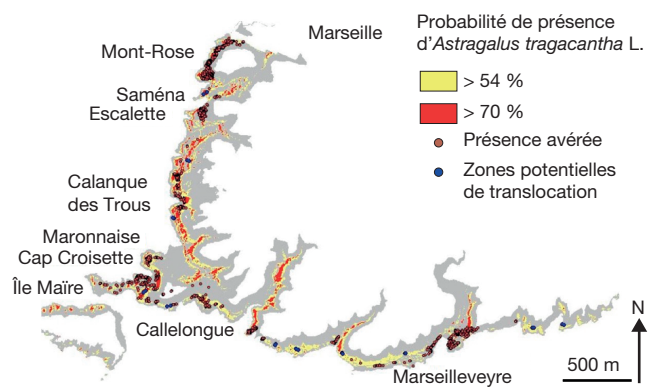 Marseille
Mont-Rose
Saména
Escalette
Calanque
des Trous
Maronnaise
Cap Croisette
Île Maïre
Callelongue
Marseilleveyre
Probabilité de présence
d'Astragalus tragacantha L.
> 54 %
> 70 %
Présence avérée
Zones potentielles
de translocation
N
500 m